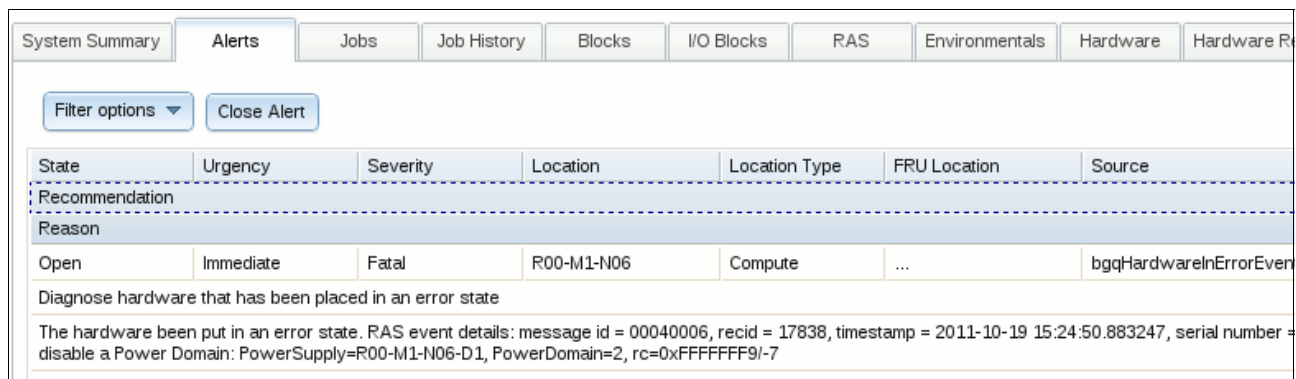 System Summary Alerts Jobs Job History Blocks I/O Blocks RAS Environmentals Hardware Hardware Re
Filter options Close Alert
State Urgency Severity Location Location Type FRU Location Source
Recommendation
Reason
Open Immediate Fatal R00-M1-N06 Compute ... bgqHardwareInErrorEven
Diagnose hardware that has been placed in an error state
The hardware been put in an error state. RAS event details: message id = 00040006, recid = 17838, timestamp = 2011-10-19 15:24:50.883247, serial number =
disable a Power Domain: PowerSupply=R00-M1-N06-D1, PowerDomain=2, rc=0xFFFFFFF9/-7